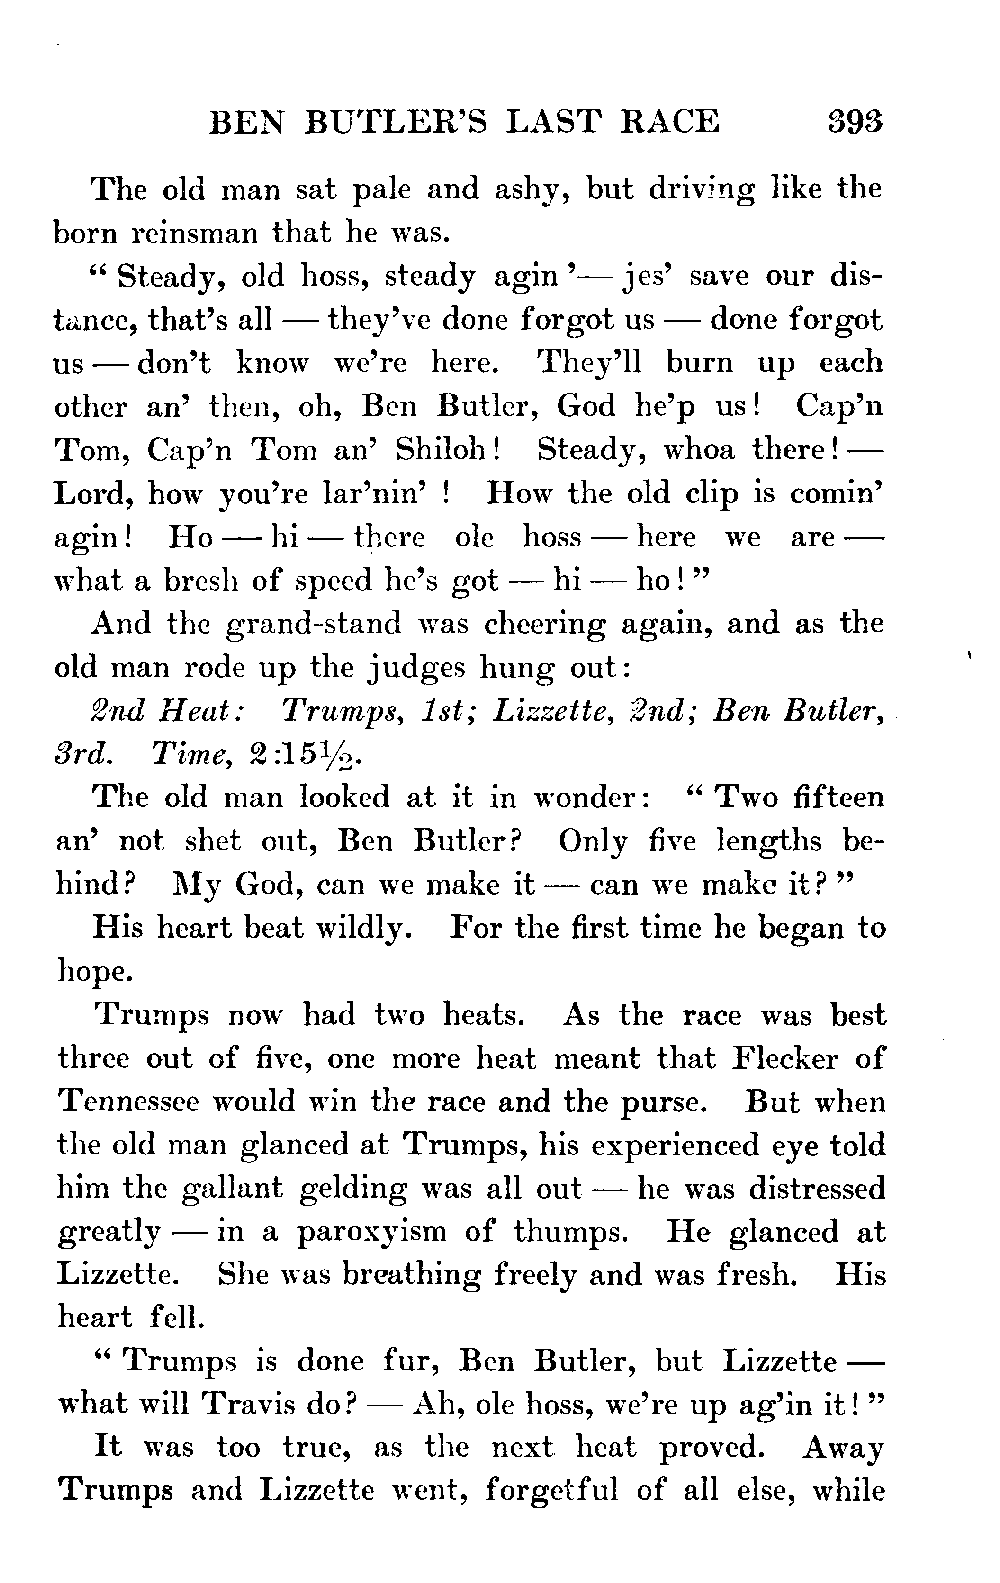 BEN BUTLER'S LAST RACE 393
The old man sat pale and ashy, but driving like the
born reinsman that he was.
“ Steady, old hoss, steady agin ’— jes’ save our dis-
tance, that’s all — they’ve done forgot us — done forgot
us — don’t know we’re here. They’ll burn up each
other an’ then, oh, Ben Butler, God he’p us! Cap’n
Tom, Cap’n Tom an’ Shiloh! Steady, whoa there! —
Lord, how you’re lar’nin’ ! How the old clip is comin’
agin! Ho — hi — there ole hoss — here we are —
what a bresh of speed he’s got — hi — ho! ”
And the grand-stand was cheering again, and as the
old man rode up the judges hung out:
2nd Heat: Trumps, 1st; Lizzette, 2nd; Ben Butler,
3rd. Time, 2:15½.
The old man looked at it in wonder: “ Two fifteen
an’ not shet out, Ben Butler? Only five lengths be-
hind? My God, can we make it — can we make it? ”
His heart beat wildly. For the first time he began to
hope.
Trumps now had two heats. As the race was best
three out of five, one more heat meant that Flecker of
Tennessee would win the race and the purse. But when
the old man glanced at Trumps, his experienced eye told
him the gallant gelding was all out — he was distressed
greatly — in a paroxyism of thumps. He glanced at
Lizzette. She was breathing freely and was fresh. His
heart fell.
“ Trumps is done fur, Ben Butler, but Lizzette —
what will Travis do? — Ah, ole hoss, we’re up ag’in it! ”
It was too true, as the next heat proved. Away
Trumps and Lizzette went, forgetful of all else, while